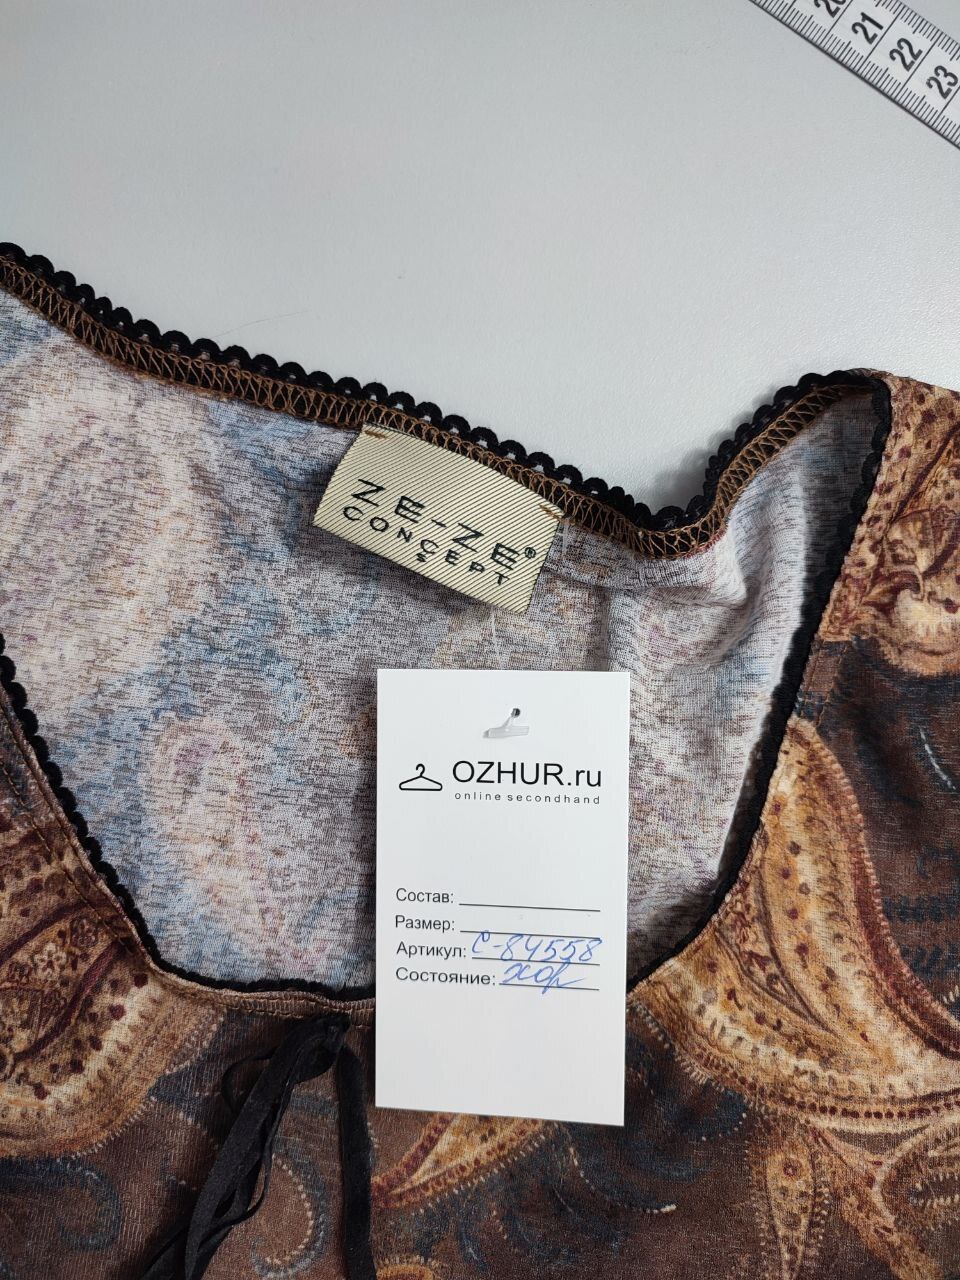 20 21 22 23
ZE-ZE®
CONCEPT
OZHUR.ru
online secondhand
Состав:
Размер:
Артикул: С-84558
Состояние: хор